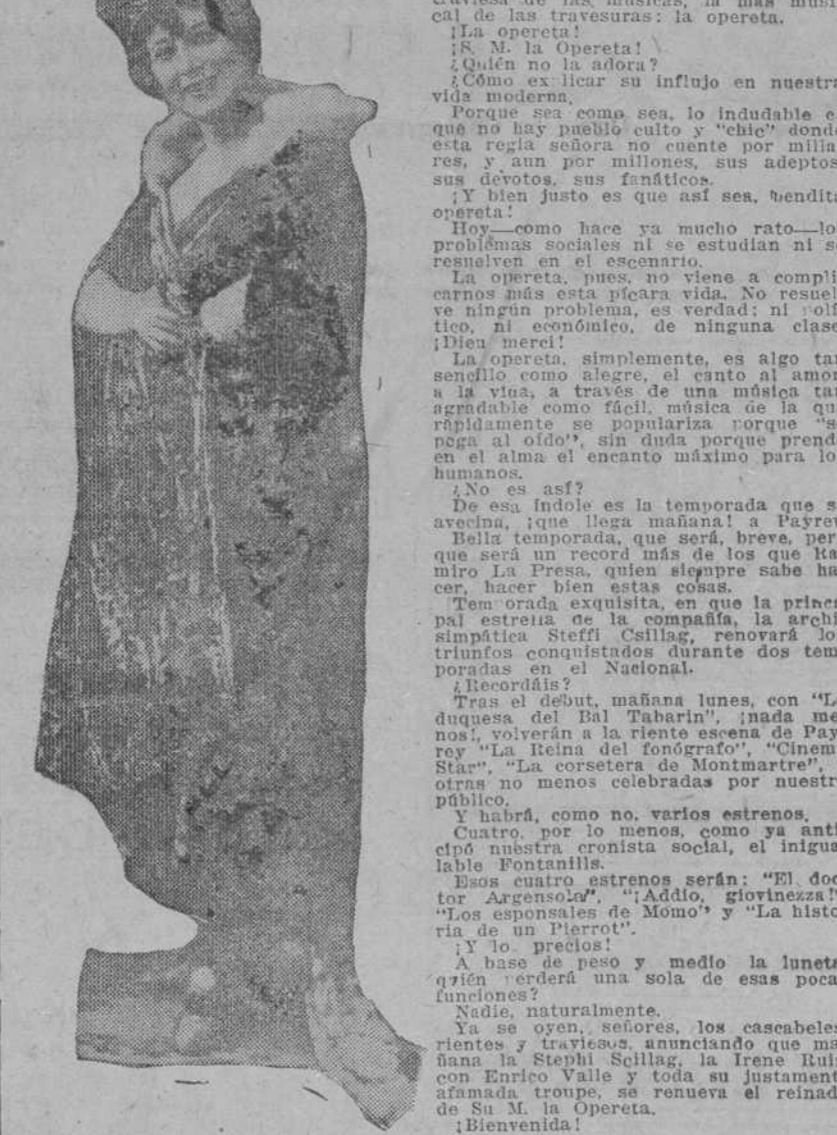 traviesa de las músicas, la más musi
cal de las travesuras: la opereta.
¡La opereta!
¡S. M. la Opereta!
¿Quién no la adora?
¿Cómo ex licar su influjo en nuestra
vida moderna.
Porque sea como sea, lo indudable e
que no hay pueblo culto y "chic" donde
esta regia señora no cuente por milla
res, y aun por millones, sus adeptos
sus devotos, sus fanáticos.
¡Y bien justo es que así sea, bendita
opereta!
Hoy—como hace ya mucho rato—lo
problemas sociales ni se estudian ni s
resuelven en el escenario.
La opereta, pues, no viene a compli
carnos más esta pícara vida. No resuel
ve ningún problema, es verdad; ni olí
tico, ni económico, de ninguna clase
¡Dieu merci!
La opereta, simplemente, es algo tan
sencillo como alegre, el canto al amor
a la vida, a través de una música tan
agradable como fácil, música de la qu
rápidamente se populariza porque "s
pega al oído", sin duda porque prend
en el alma el encanto máximo para lo
humanos.
¿No es así?
De esa índole es la temporada que s
avecina, ¡que llega mañana! a Payret
Bella temporada, que será, breve, per
que será un record más de los que Ra
miro La Presa, quien siempre sabe ha
cer, hacer bien estas cosas.
Tem orada exquisita, en que la princi
pal estrella de la compañía, la archi
simpática Steffi Csillag, renovará lo
triunfos conquistados durante dos tem
poradas en el Nacional.
¿Recordáis?
Tras el debut, mañana lunes, con "L
duquesa del Bal Tabarin", ¡nada me
nos!, volverán a la riente escena de Pay
rey "La Reina del fonógrafo", "Cinem
Star", "La corsetera de Montmartre",
otras no menos celebradas por nuestr
público.
Y habrá, como no, varios estrenos.
Cuatro, por lo menos, como ya anti
cipó nuestra cronista social, el inigua
lable Fontanills.
Esos cuatro estrenos serán: "El doc
tor Argensola", "¡Addio, giovinezza!"
"Los esponsales de Momo" y "La histo
ria de un Pierrot".
¡Y lo precios!
A base de peso y medio la luneta
quién erderá una sola de esas poca
funciones?
Nadie, naturalmente.
Ya se oyen, señores, los cascabeles
rientes y traviesos, anunciando que ma
ñana la Stephi Scillag, la Irene Ruiz
con Enrico Valle y toda su justament
afamada troupe, se renueva el reinad
de Su M. la Opereta.
¡Bienvenida!